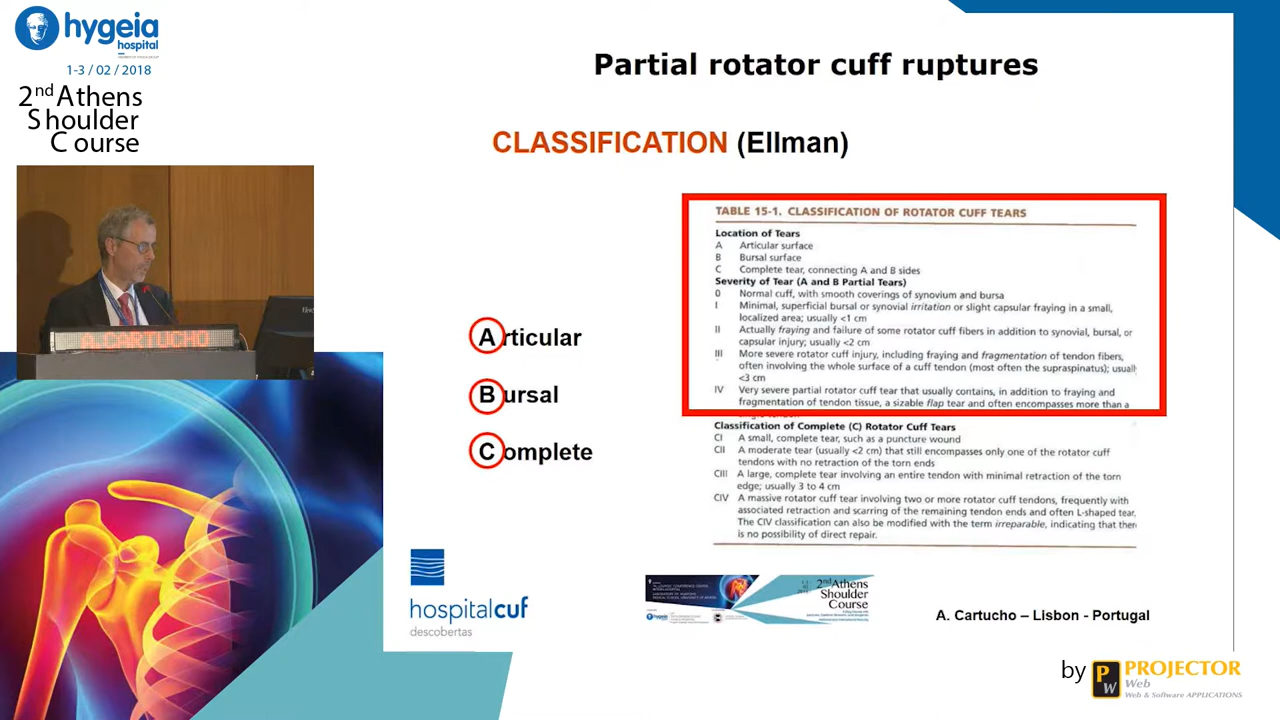 hygeia
hospital
1-3 / 02 / 2018
2nd Athens
Shoulder
Course
A.CARTUCHO
Partial rotator cuff ruptures
CLASSIFICATION (Ellman)
Articular
Bursal
Complete
TABLE 15-1. CLASSIFICATION OF ROTATOR CUFF TEARS
Location of Tears
A Articular surface
B Bursal surface
C Complete tear, connecting A and B sides
Severity of Tear (A and B Partial Tears)
0 Normal cuff, with smooth coverings of synovium and bursa
I Minimal, superficial bursal or synovial irritation or slight capsular fraying in a small,
localized area; usually <1 cm
II Actually fraying and failure of some rotator cuff fibers in addition to synovial, bursal, or
capsular injury; usually <2 cm
III More severe rotator cuff injury, including fraying and fragmentation of tendon fibers,
often involving the whole surface of a cuff tendon (most often the supraspinatus); usuall
<3 cm
IV Very severe partial rotator cuff tear that usually contains, in addition to fraying and
fragmentation of tendon tissue, a sizable flap tear and often encompasses more than a
Classification of Complete (C) Rotator Cuff Tears
CI A small, complete tear, such as a puncture wound
CII A moderate tear (usually <2 cm) that still encompasses only one of the rotator cuff
tendons with no retraction of the torn ends
CIII A large, complete tear involving an entire tendon with minimal retraction of the torn
edge; usually 3 to 4 cm
CIV A massive rotator cuff tear involving two or more rotator cuff tendons, frequently with
associated retraction and scarring of the remaining tendon ends and often L-shaped tear.
The CIV classification can also be modified with the term irreparable, indicating that ther
is no possibility of direct repair.
hospitalcuf
descobertas
2nd Athens
Shoulder
Course
hygeia
A. Cartucho – Lisbon - Portugal
by PW PROJECTOR
Web
Web & Software APPLICATIONS